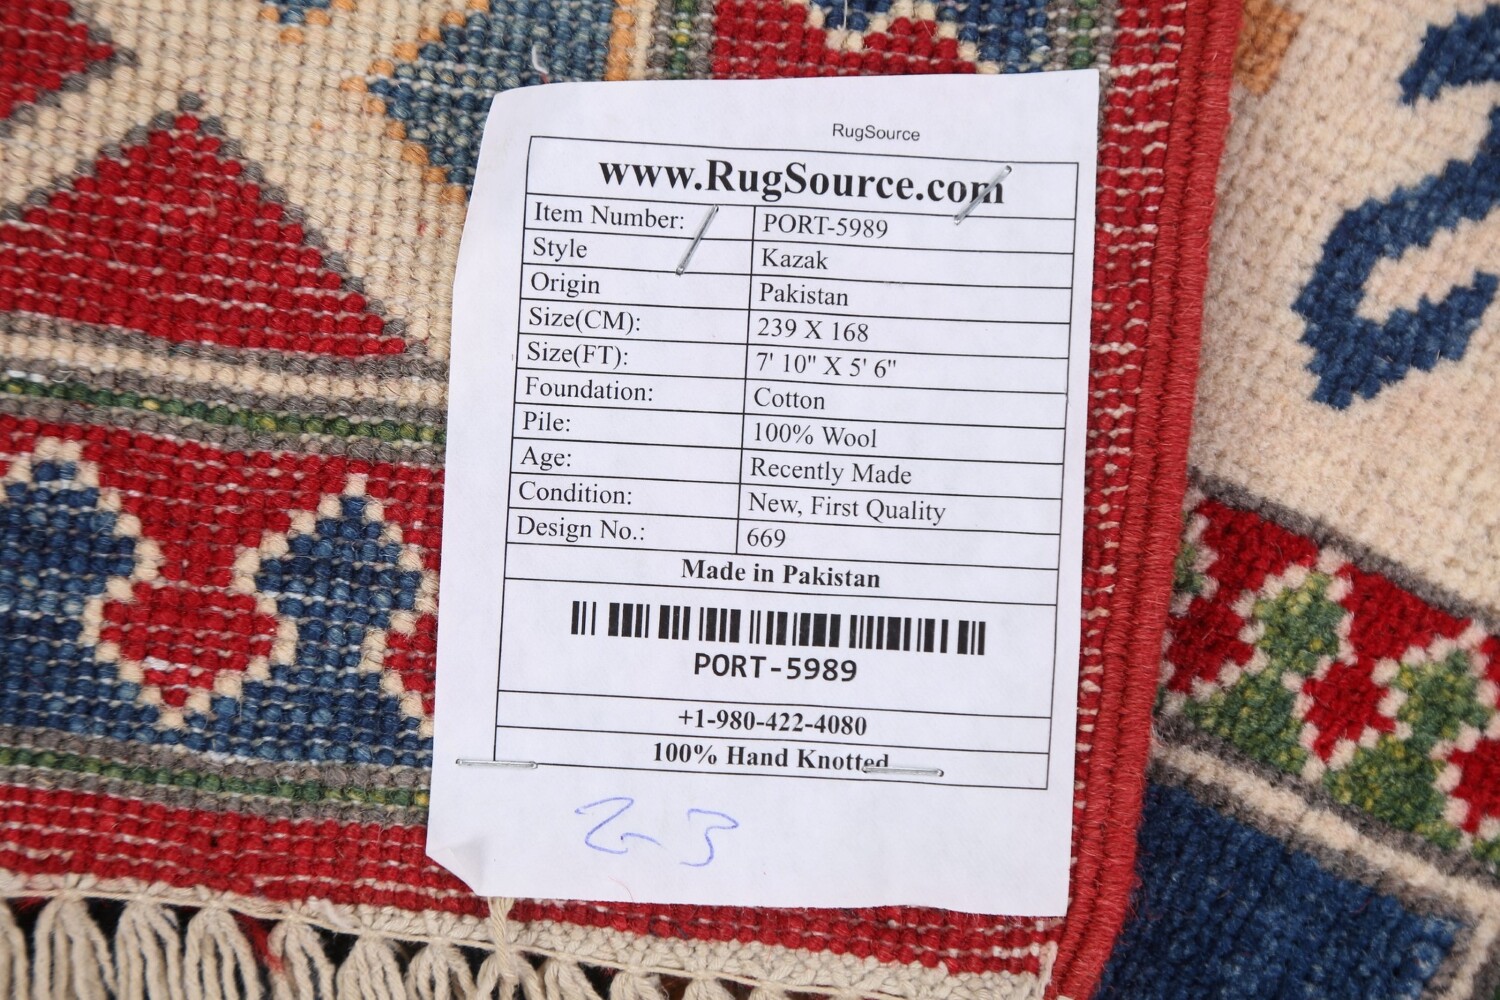 RugSource
www.RugSource.com
Item Number: PORT-5989
Style Kazak
Origin Pakistan
Size(CM): 239 X 168
Size(FT): 7' 10" X 5' 6"
Foundation: Cotton
Pile: 100% Wool
Age: Recently Made
Condition: New, First Quality
Design No.: 669
Made in Pakistan
PORT-5989
+1-980-422-4080
100% Hand Knotted
2-3